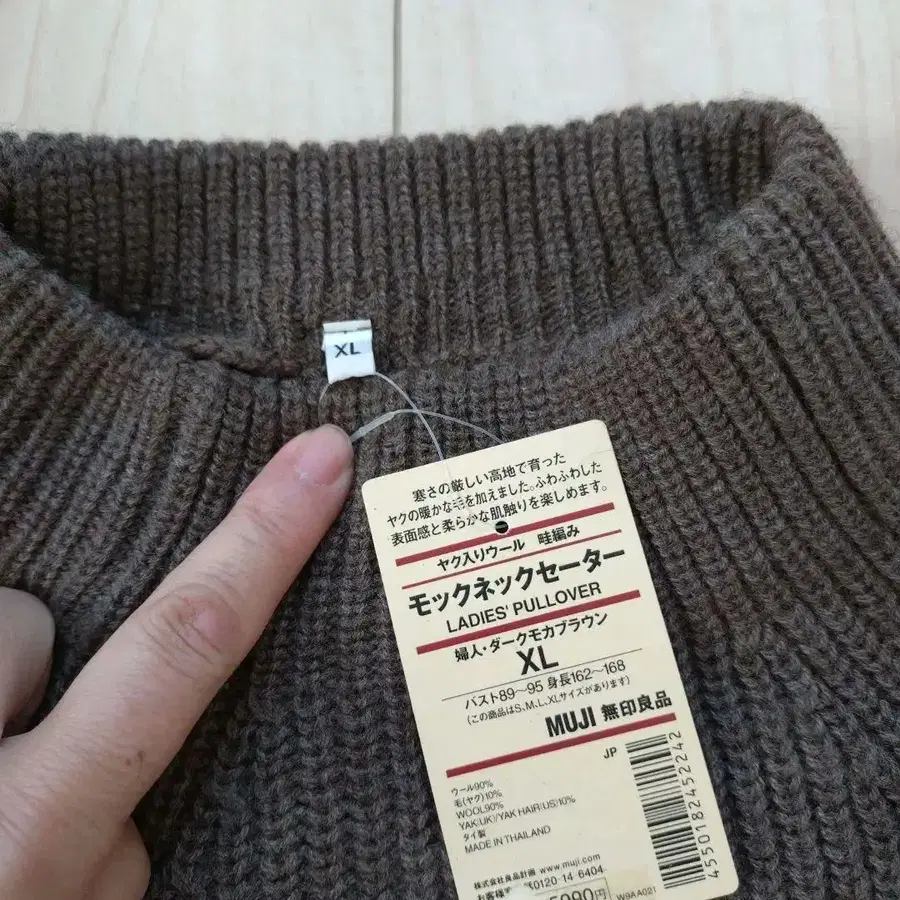 XL
寒さの厳しい高地で育った
ヤクの暖かな毛を加えました。ふわふわした
表面感と柔らかな肌触りを楽しめます。
ヤク入りウール 畦編み
モックネックセーター
LADIES' PULLOVER
婦人・ダークモカブラウン
XL
バスト89〜95 身長162〜168
(この商品はS、M、L、XLサイズがあります)
MUJI 無印良品
JP
ウール90%
毛(ヤク)10%
WOOL90%
YAK(UK)/YAK HAIR(US)10%
タイ製
MADE IN THAILAND
4550182452242
株式会社良品計画 www.muji.com
お客様 0120-14-6404
W9AA021